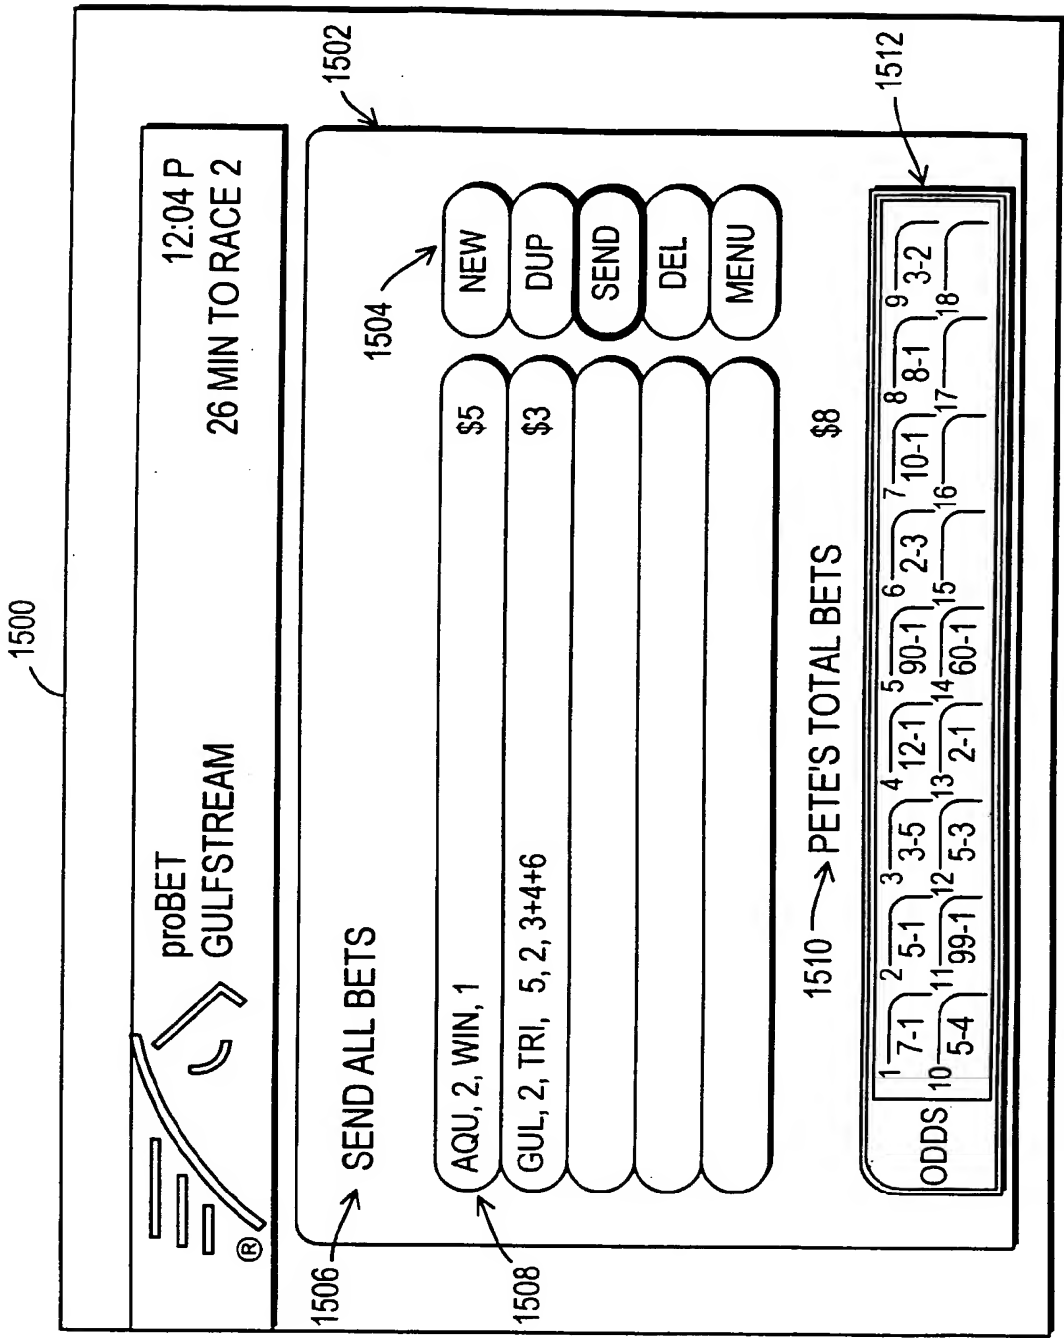 1500
proBET
GULFSTREAM
12:04 P
26 MIN TO RACE 2
®
1502
1506
SEND ALL BETS
1504
1508
AQU, 2, WIN, 1 $5
GUL, 2, TRI, 5, 2, 3+4+6 $3
NEW
DUP
SEND
DEL
MENU
1510 PETE'S TOTAL BETS $8
1512
ODDS
1 7-1 2 5-1 3 3-5 4 12-1 5 90-1 6 2-3 7 10-1 8 8-1 9 3-2
10 5-4 11 99-1 12 5-3 13 2-1 14 60-1 15 16 17 18